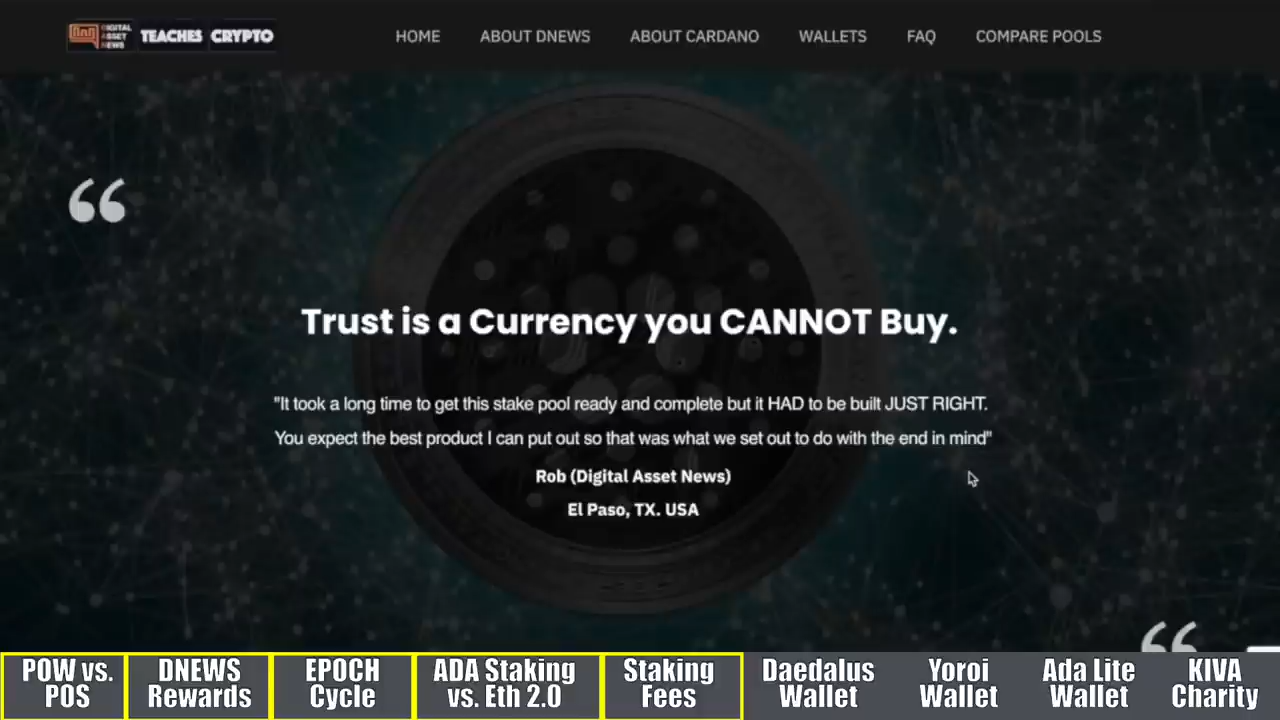 DIGITAL
ASSET
NEWS
TEACHES CRYPTO
HOME
ABOUT DNEWS
ABOUT CARDANO
WALLETS
FAQ
COMPARE POOLS
Trust is a Currency you CANNOT Buy.
"It took a long time to get this stake pool ready and complete but it HAD to be built JUST RIGHT.
You expect the best product I can put out so that was what we set out to do with the end in mind"
Rob (Digital Asset News)
El Paso, TX. USA
POW vs.
POS
DNEWS
Rewards
EPOCH
Cycle
ADA Staking
vs. Eth 2.0
Staking
Fees
Daedalus
Wallet
Yoroi
Wallet
Ada Lite
Wallet
KIVA
Charity